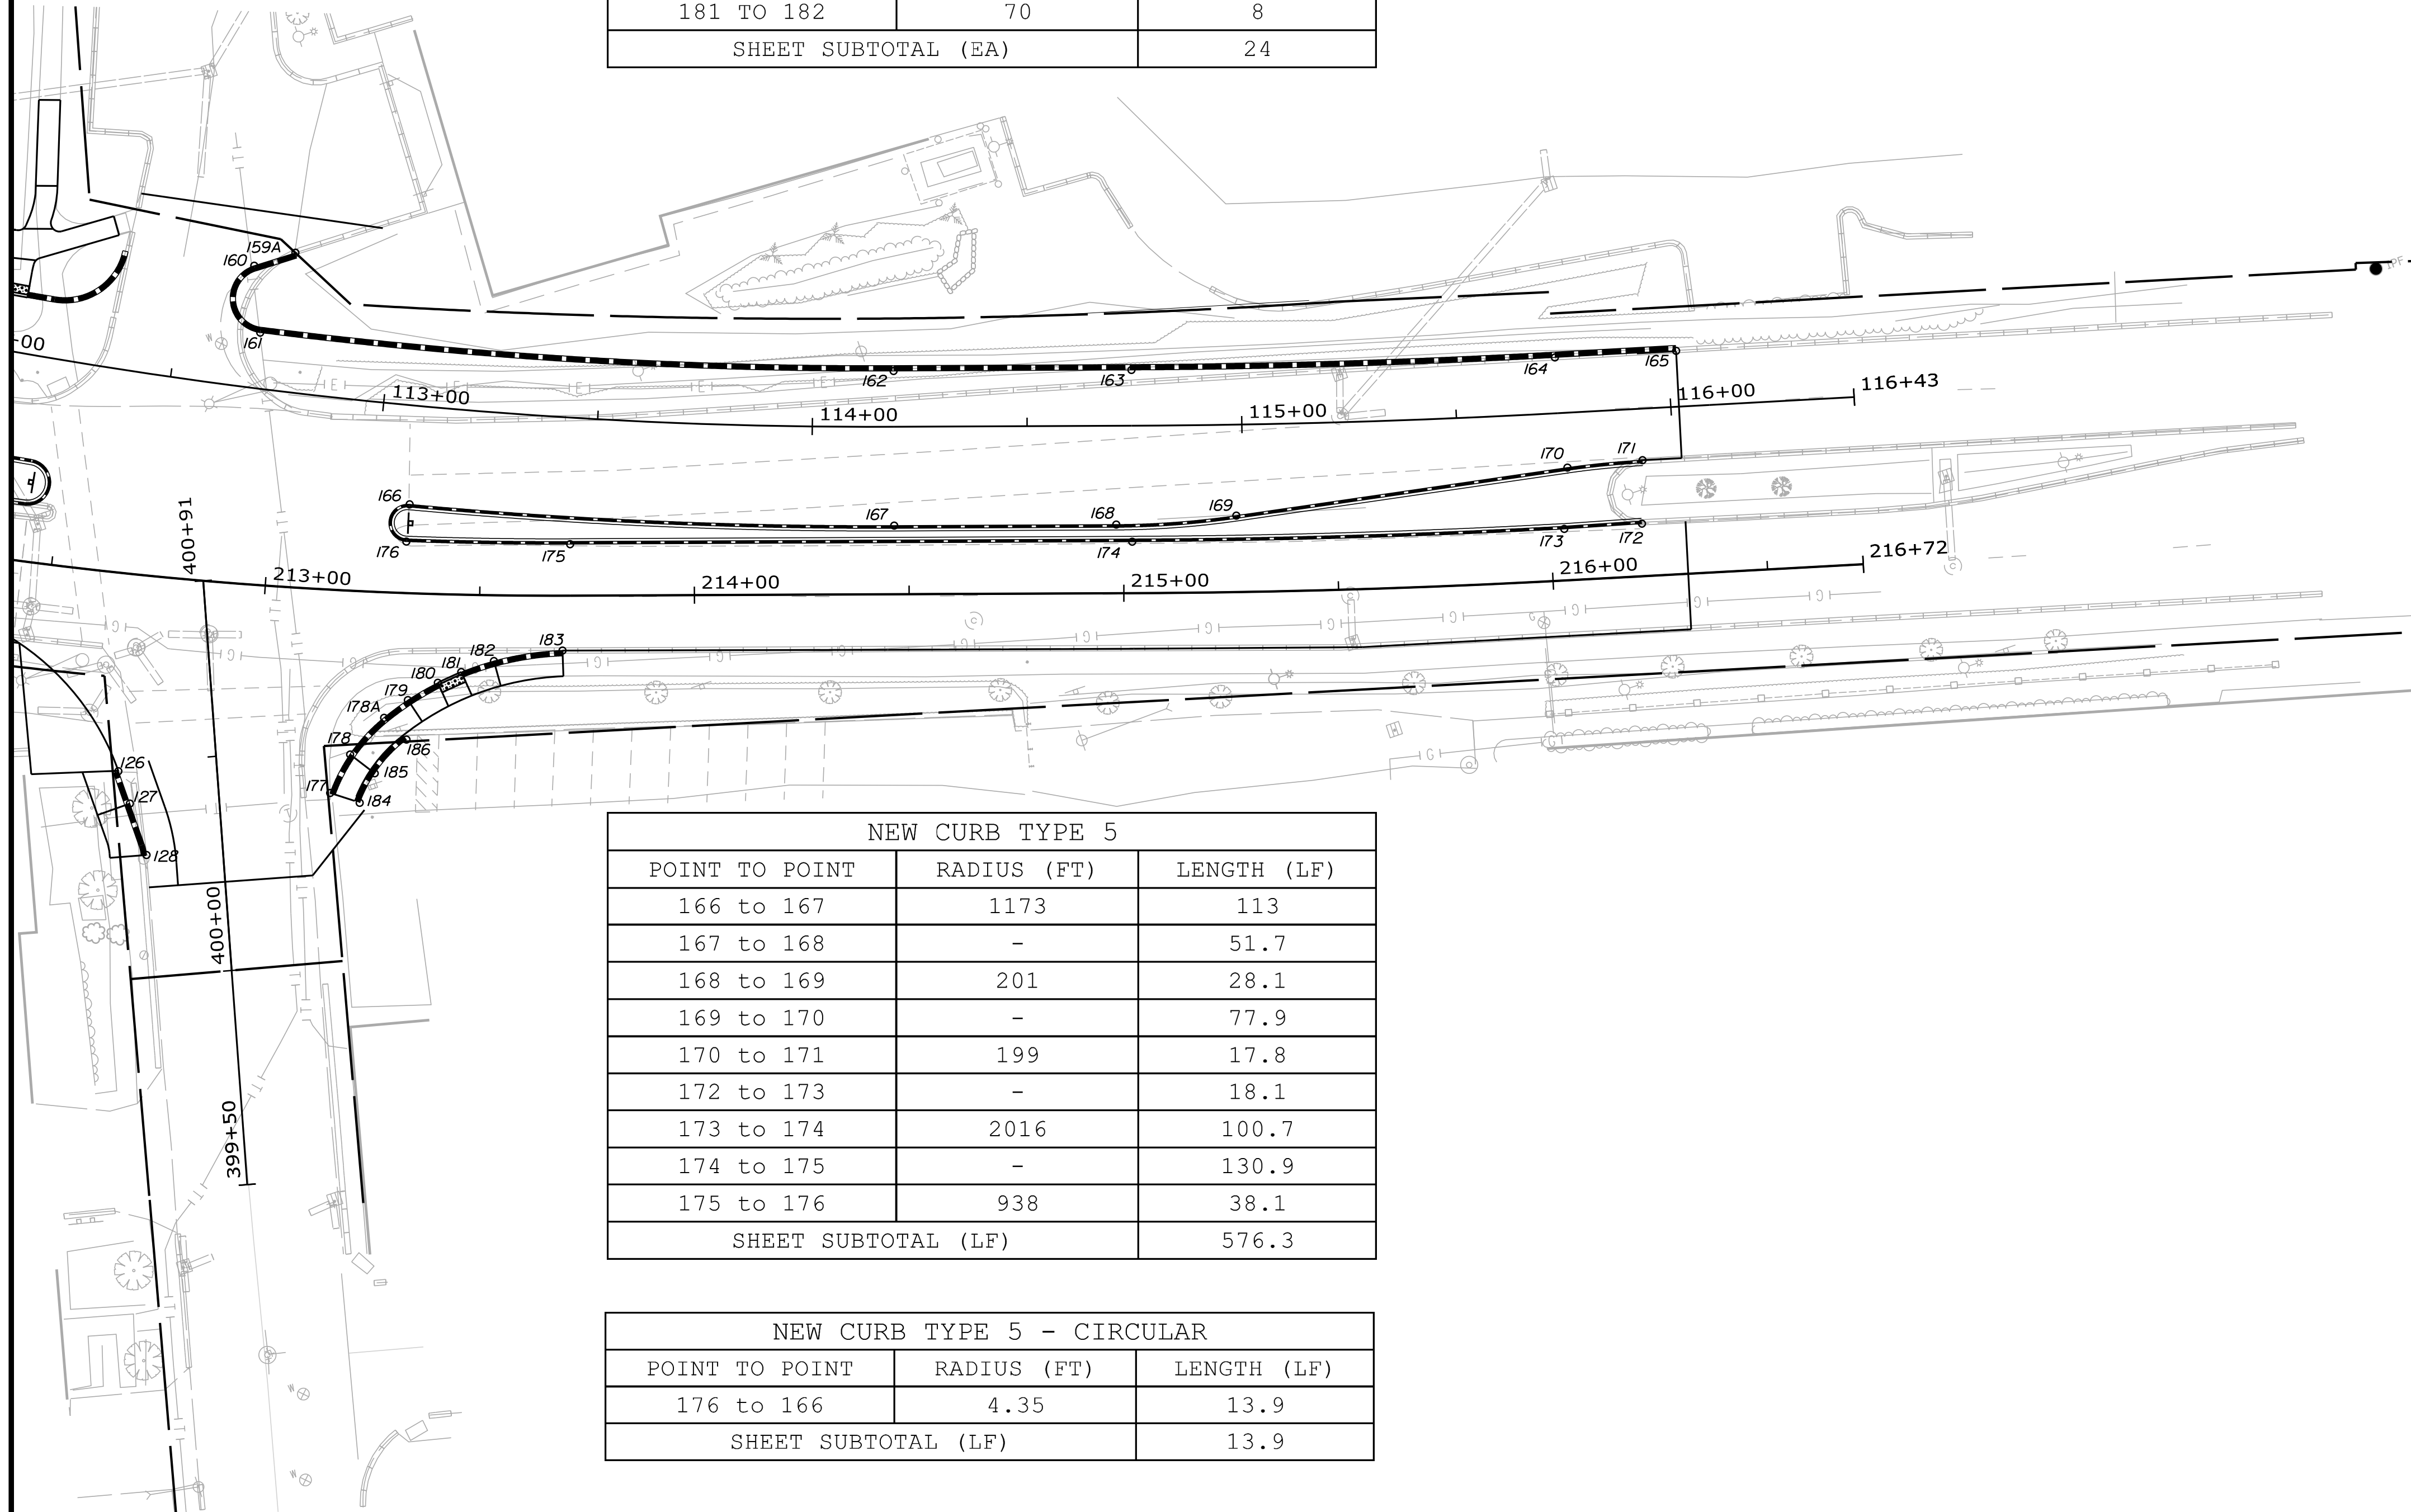 181 TO 182 70 8
SHEET SUBTOTAL (EA) 24
159A
160
161
162
163
164
165
-00
113+00
114+00
115+00
116+00
116+43
IPF
E E E E E
166
167
168
169
170
171
176
175
174
173
172
400+91
213+00
214+00
215+00
216+00
216+72
183
182
181
180
179
178A
178
177
186
185
184
126
127
128
400+00
399+50
NEW CURB TYPE 5
POINT TO POINT RADIUS (FT) LENGTH (LF)
166 to 167 1173 113
167 to 168 - 51.7
168 to 169 201 28.1
169 to 170 - 77.9
170 to 171 199 17.8
172 to 173 - 18.1
173 to 174 2016 100.7
174 to 175 - 130.9
175 to 176 938 38.1
SHEET SUBTOTAL (LF) 576.3
NEW CURB TYPE 5 - CIRCULAR
POINT TO POINT RADIUS (FT) LENGTH (LF)
176 to 166 4.35 13.9
SHEET SUBTOTAL (LF) 13.9